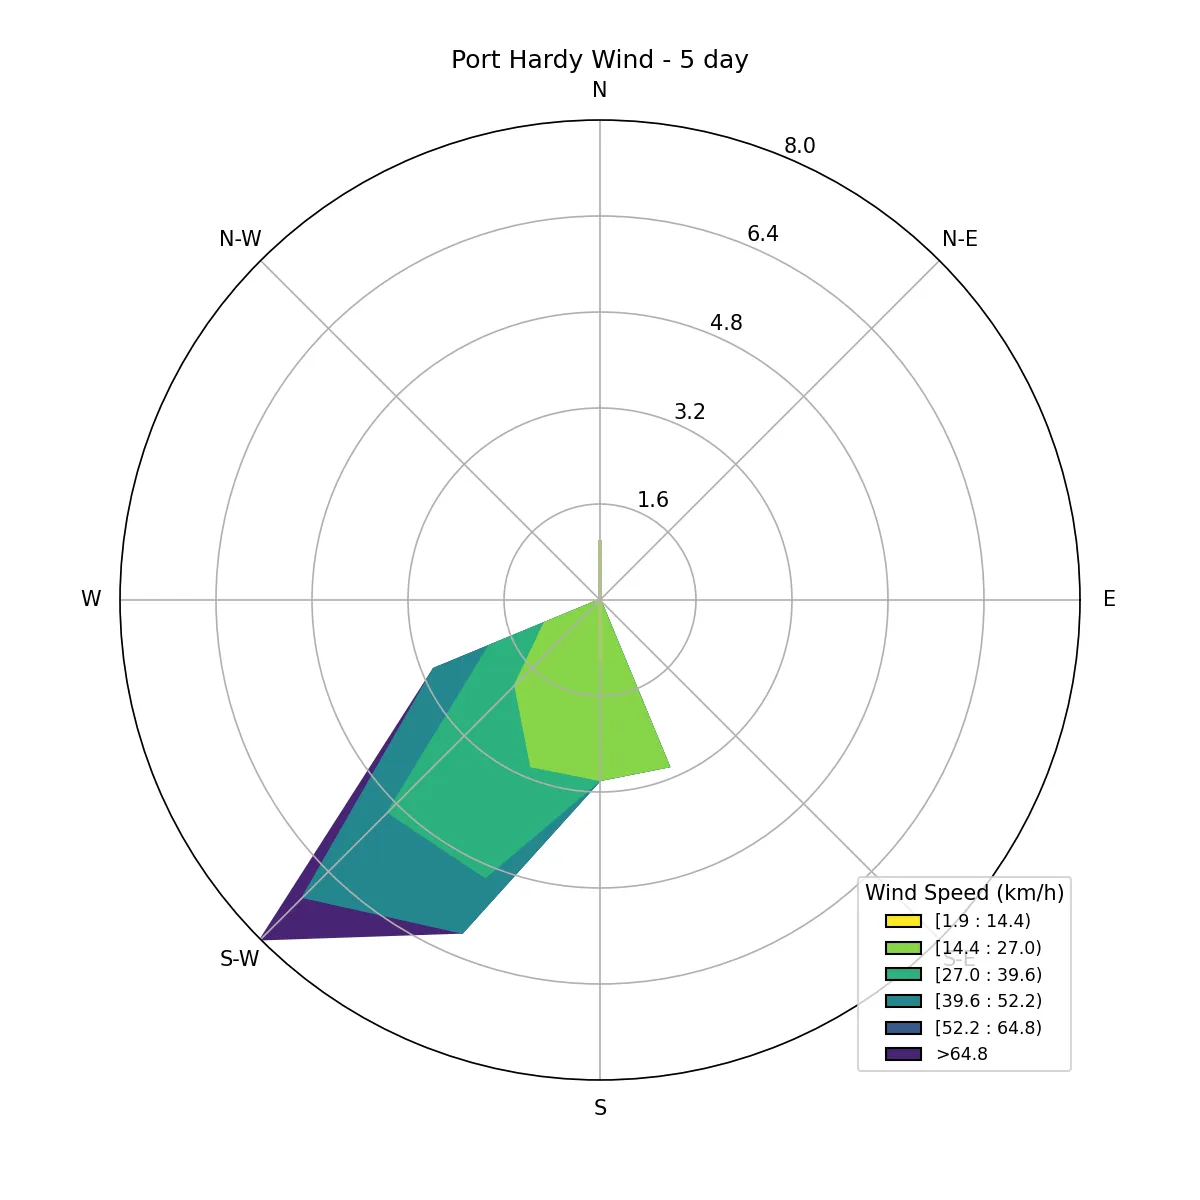 Port Hardy Wind - 5 day
N
8.0
N-W
N-E
6.4
4.8
3.2
1.6
W
E
S-W
S-E
S
Wind Speed (km/h)
[1.9 : 14.4)
[14.4 : 27.0)
[27.0 : 39.6)
[39.6 : 52.2)
[52.2 : 64.8)
>64.8